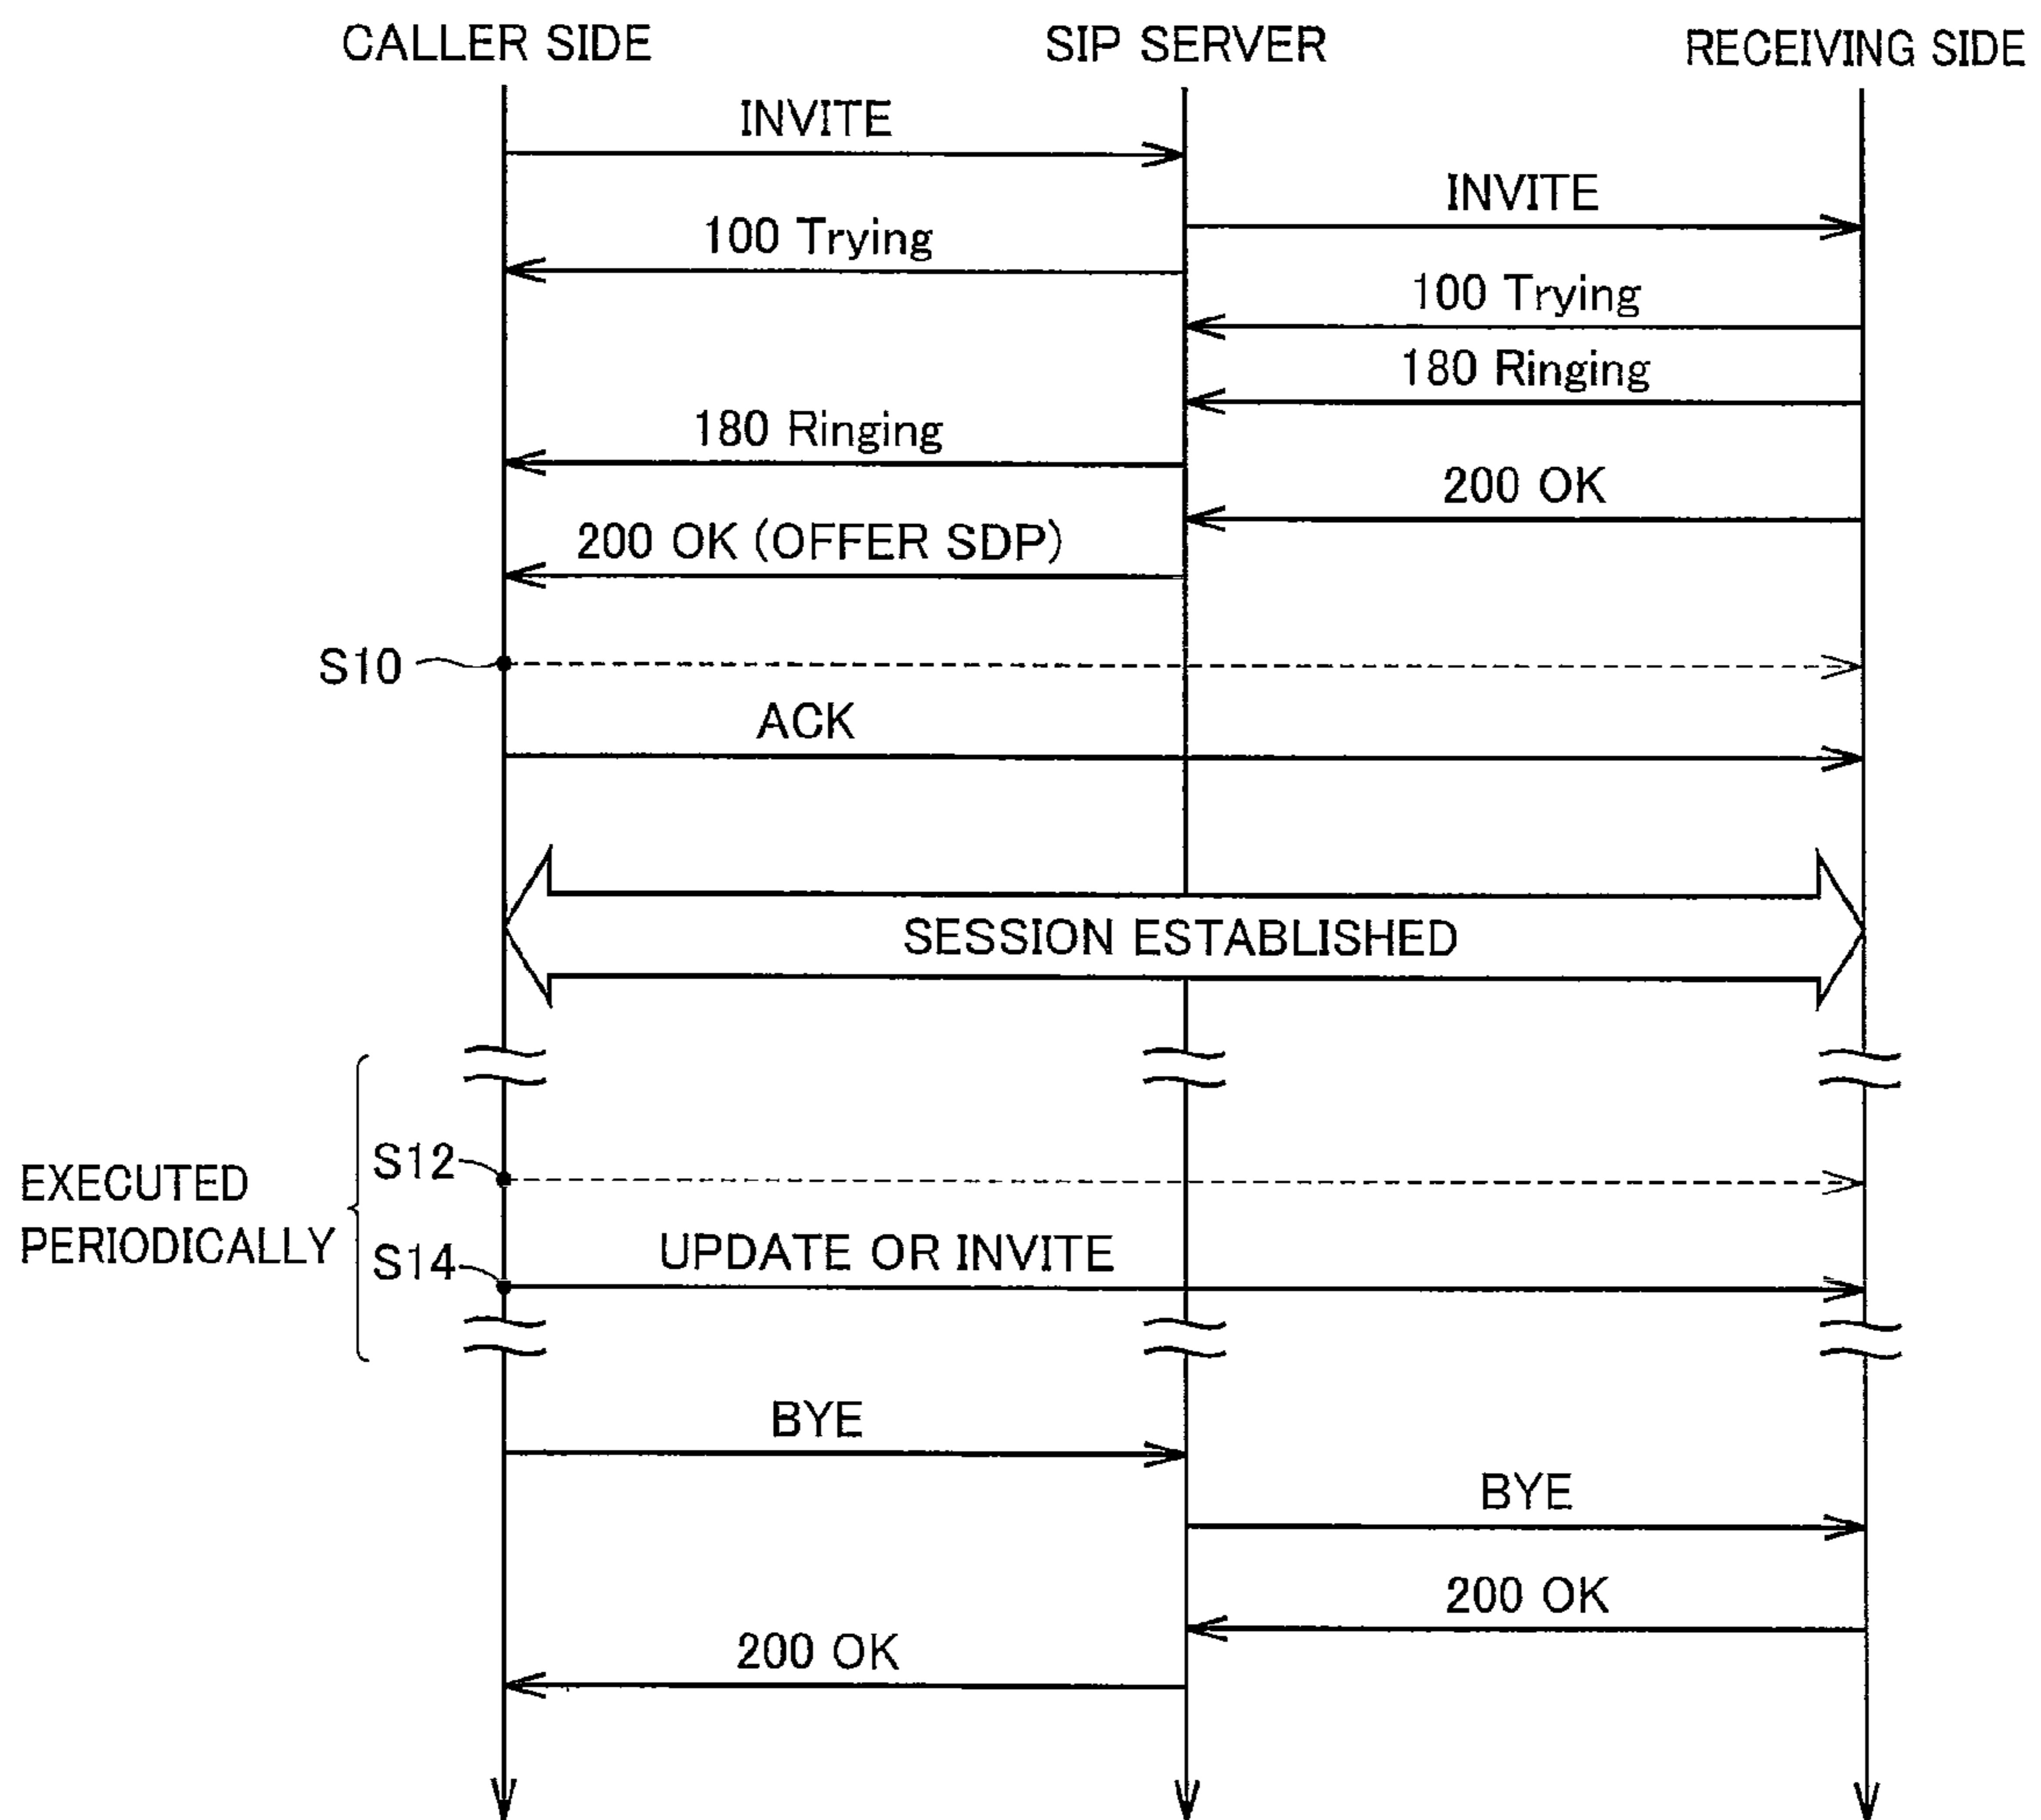 CALLER SIDE
SIP SERVER
RECEIVING SIDE
INVITE
INVITE
100 Trying
100 Trying
180 Ringing
180 Ringing
200 OK
200 OK (OFFER SDP)
S10
ACK
SESSION ESTABLISHED
EXECUTED
PERIODICALLY
S12
S14
UPDATE OR INVITE
BYE
BYE
200 OK
200 OK